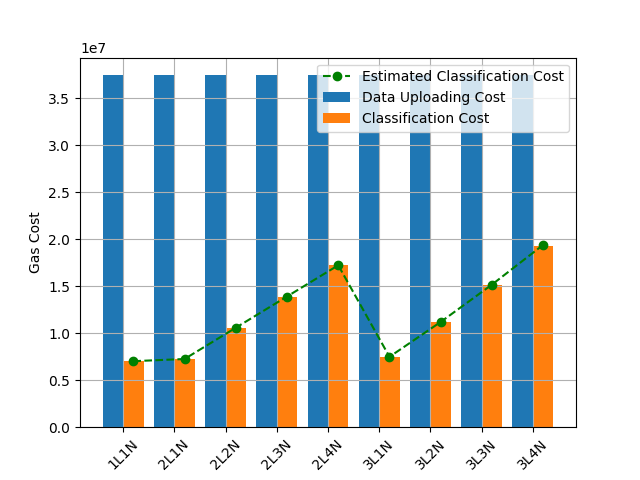 1e7
Estimated Classification Cost
Data Uploading Cost
Classification Cost
3.5
3.0
2.5
2.0
1.5
1.0
0.5
0.0
Gas Cost
1L1N
2L1N
2L2N
2L3N
2L4N
3L1N
3L2N
3L3N
3L4N